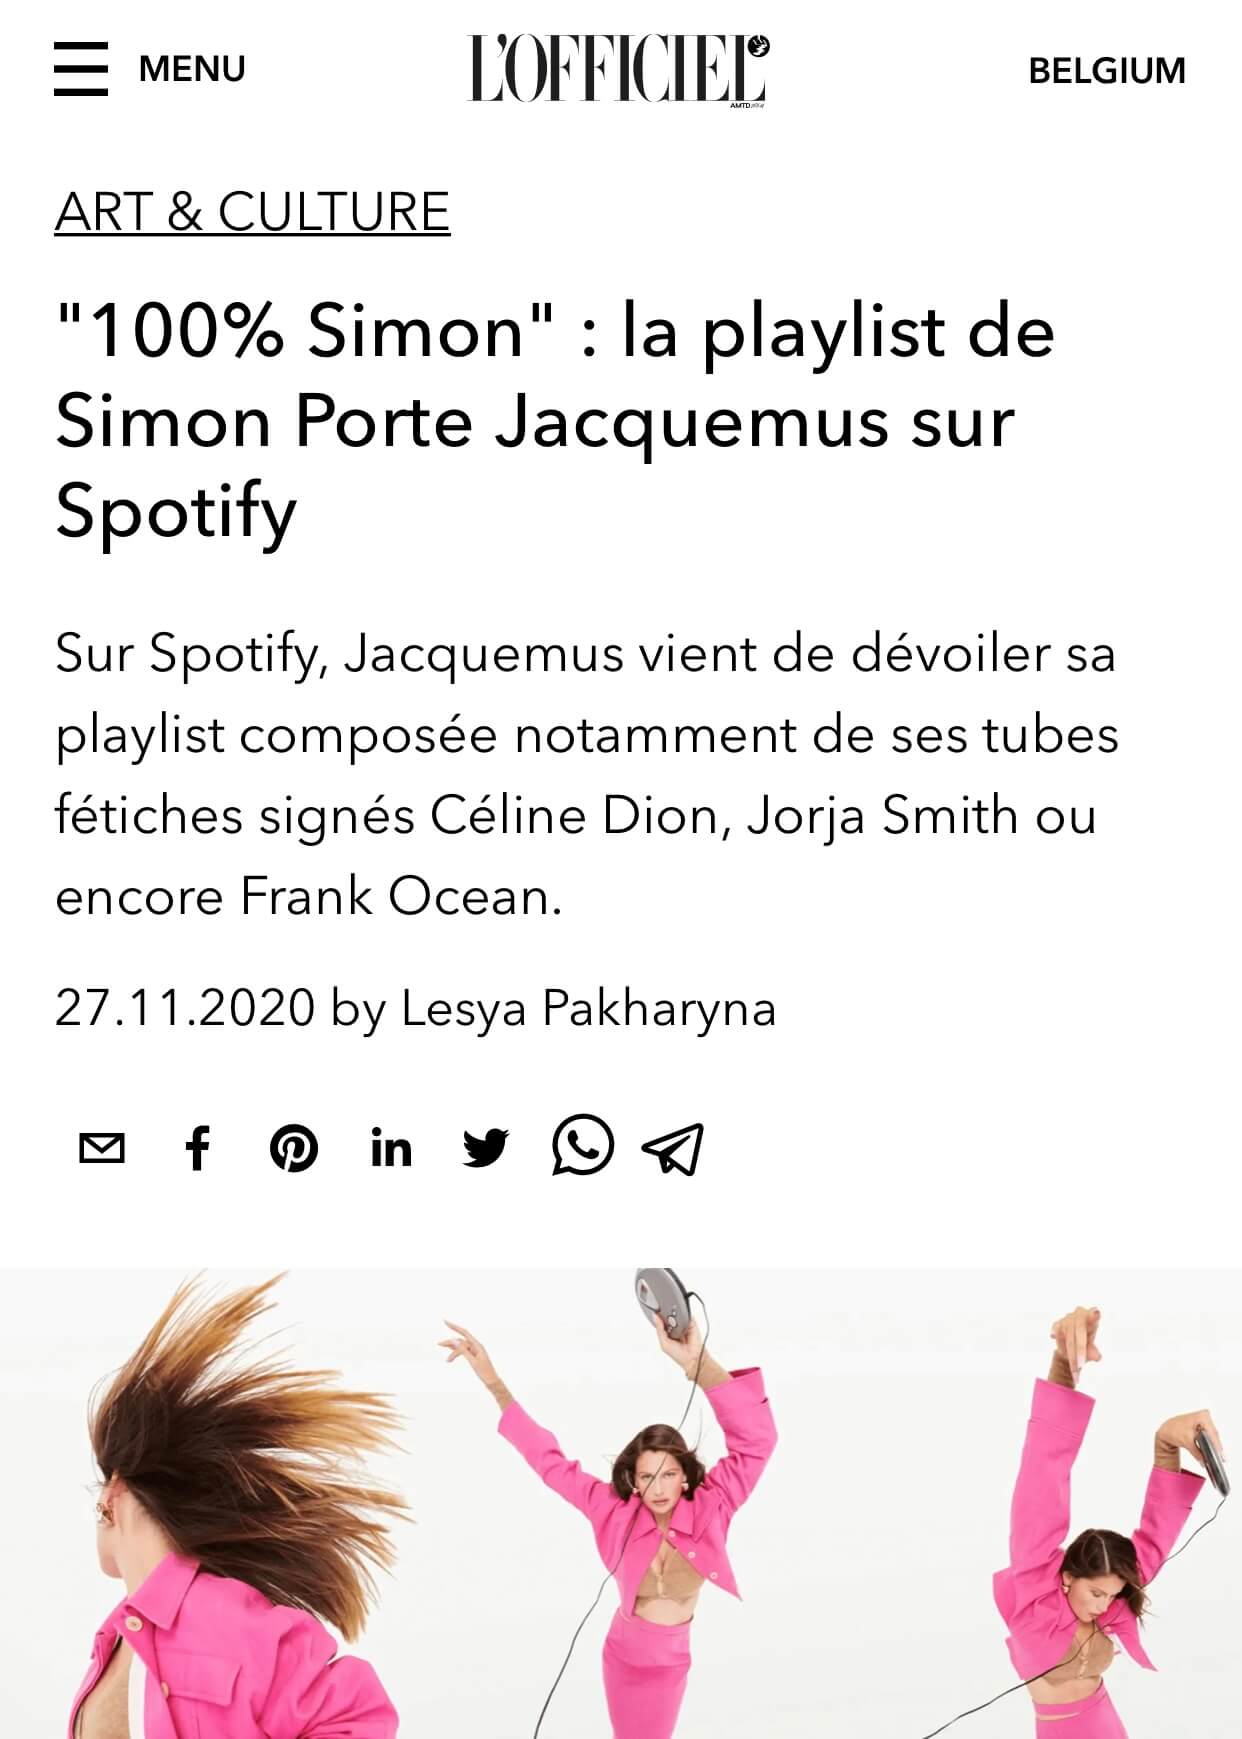 MENU
L'OFFICIEL
AMTD
BELGIUM
ART & CULTURE
"100% Simon" : la playlist de
Simon Porte Jacquemus sur
Spotify
Sur Spotify, Jacquemus vient de dévoiler sa
playlist composée notamment de ses tubes
fétiches signés Céline Dion, Jorja Smith ou
encore Frank Ocean.
27.11.2020 by Lesya Pakharyna